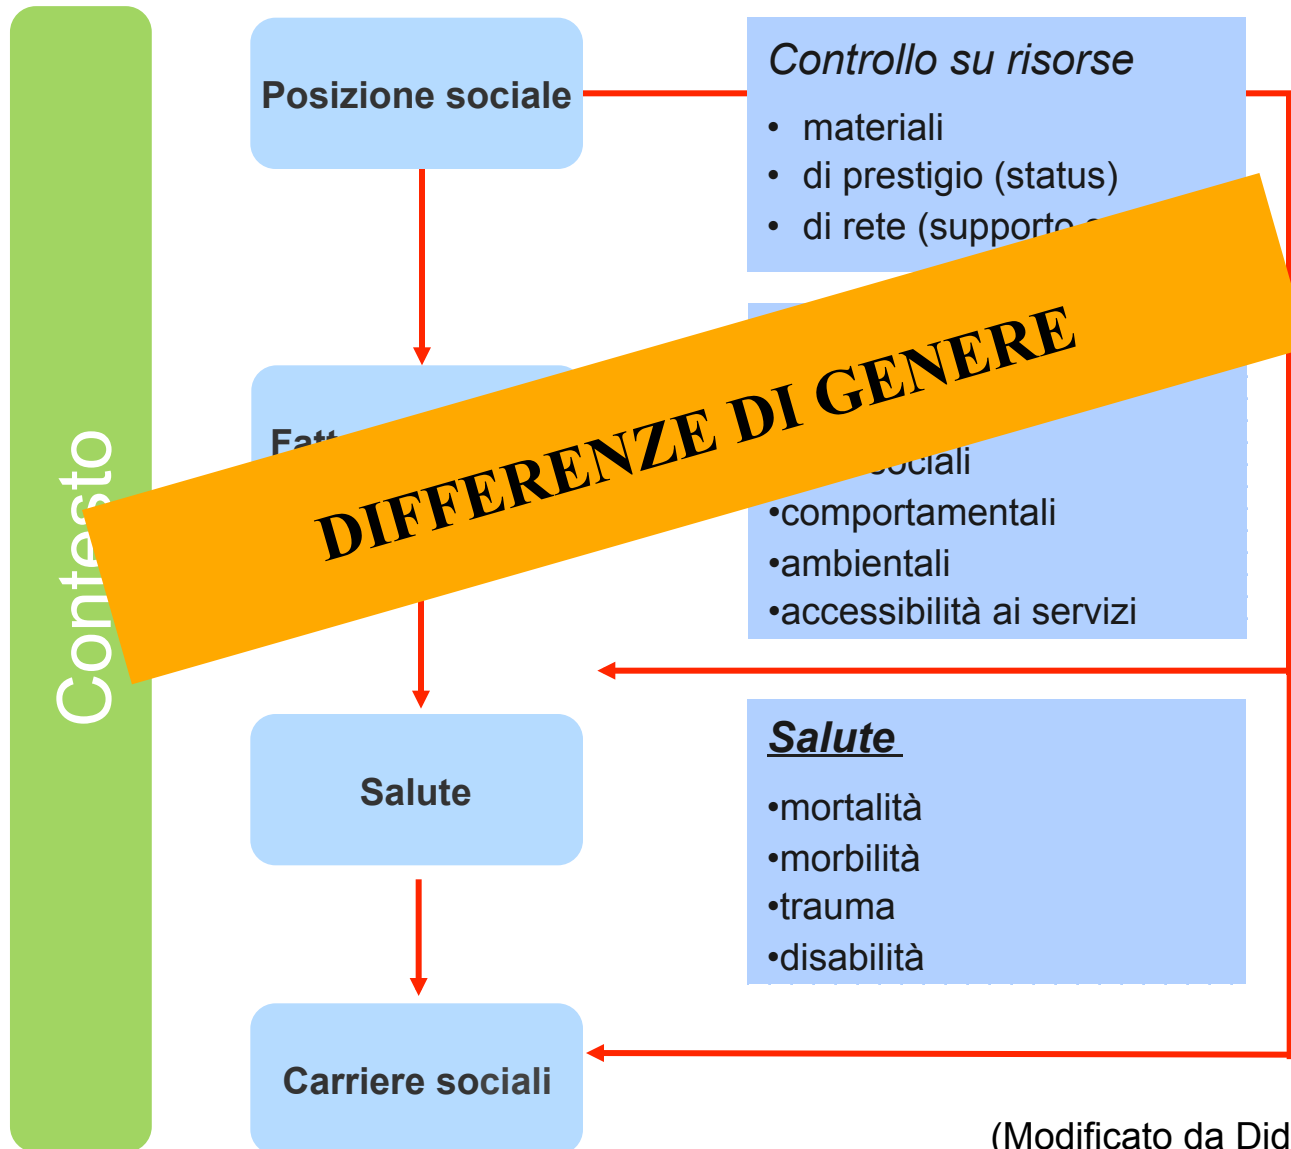 Contesto
Posizione sociale
Controllo su risorse
• materiali
• di prestigio (status)
• di rete (supporto
DIFFERENZE DI GENERE
•comportamentali
•ambientali
•accessibilità ai servizi
Salute
Salute
•mortalità
•morbilità
•trauma
•disabilità
Carriere sociali
(Modificato da Did